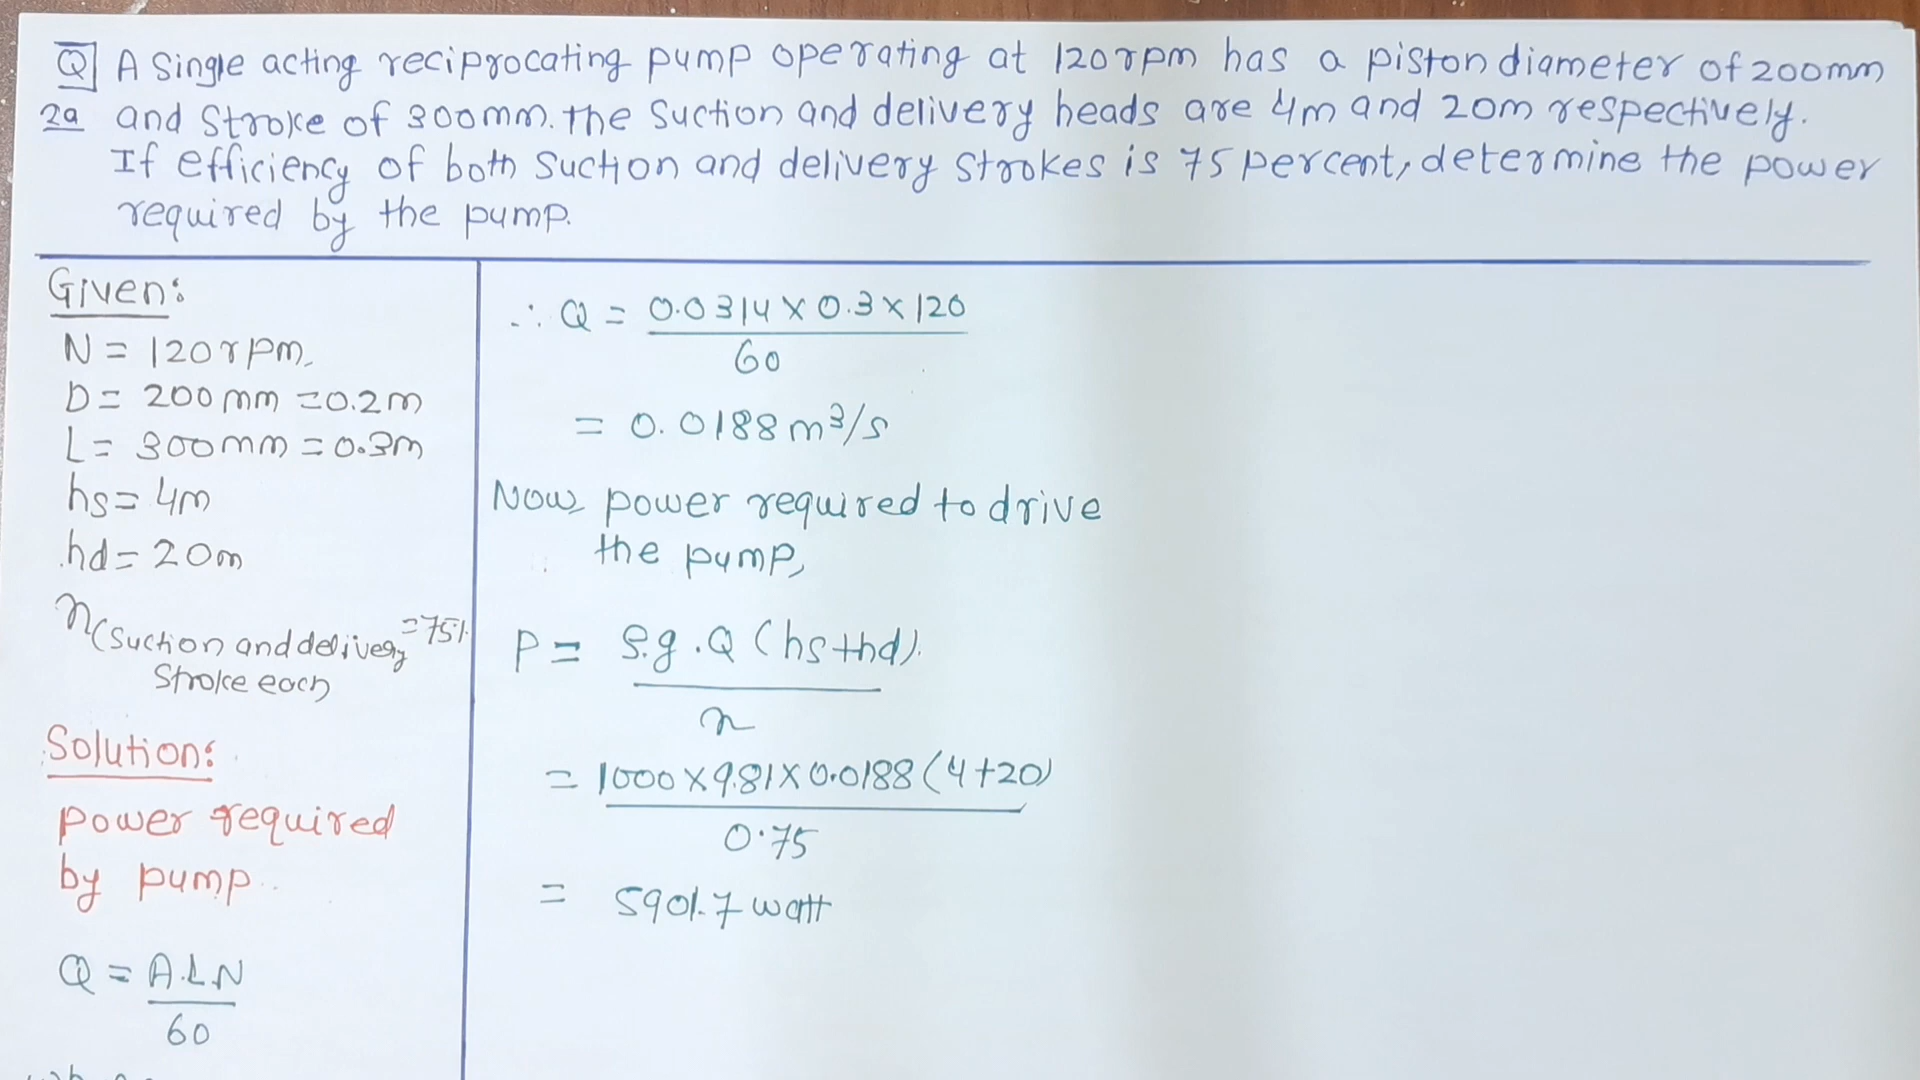 Q A Single acting reciprocating pump operating at 120 rpm has a piston diameter of 200mm
2a and stroke of 300mm. the suction and delivery heads are 4m and 20m respectively.
If efficiency of both suction and delivery strokes is 75 percent, determine the power
required by the pump.
Given:
N = 120 rpm.
D = 200 mm = 0.2m
L = 300mm = 0.3m
hs = 4m
hd = 20m
η(suction and delivery = 75%
Stroke each
Solution:
power required
by pump
Q = A.L.N
60
∴ Q = 0.0314 × 0.3 × 120
60
= 0.0188 m³/s
Now, power required to drive
the pump,
P = ρ.g.Q (hs+hd).
η
= 1000 × 9.81 × 0.0188 (4+20)
0.75
= 5901.7 watt